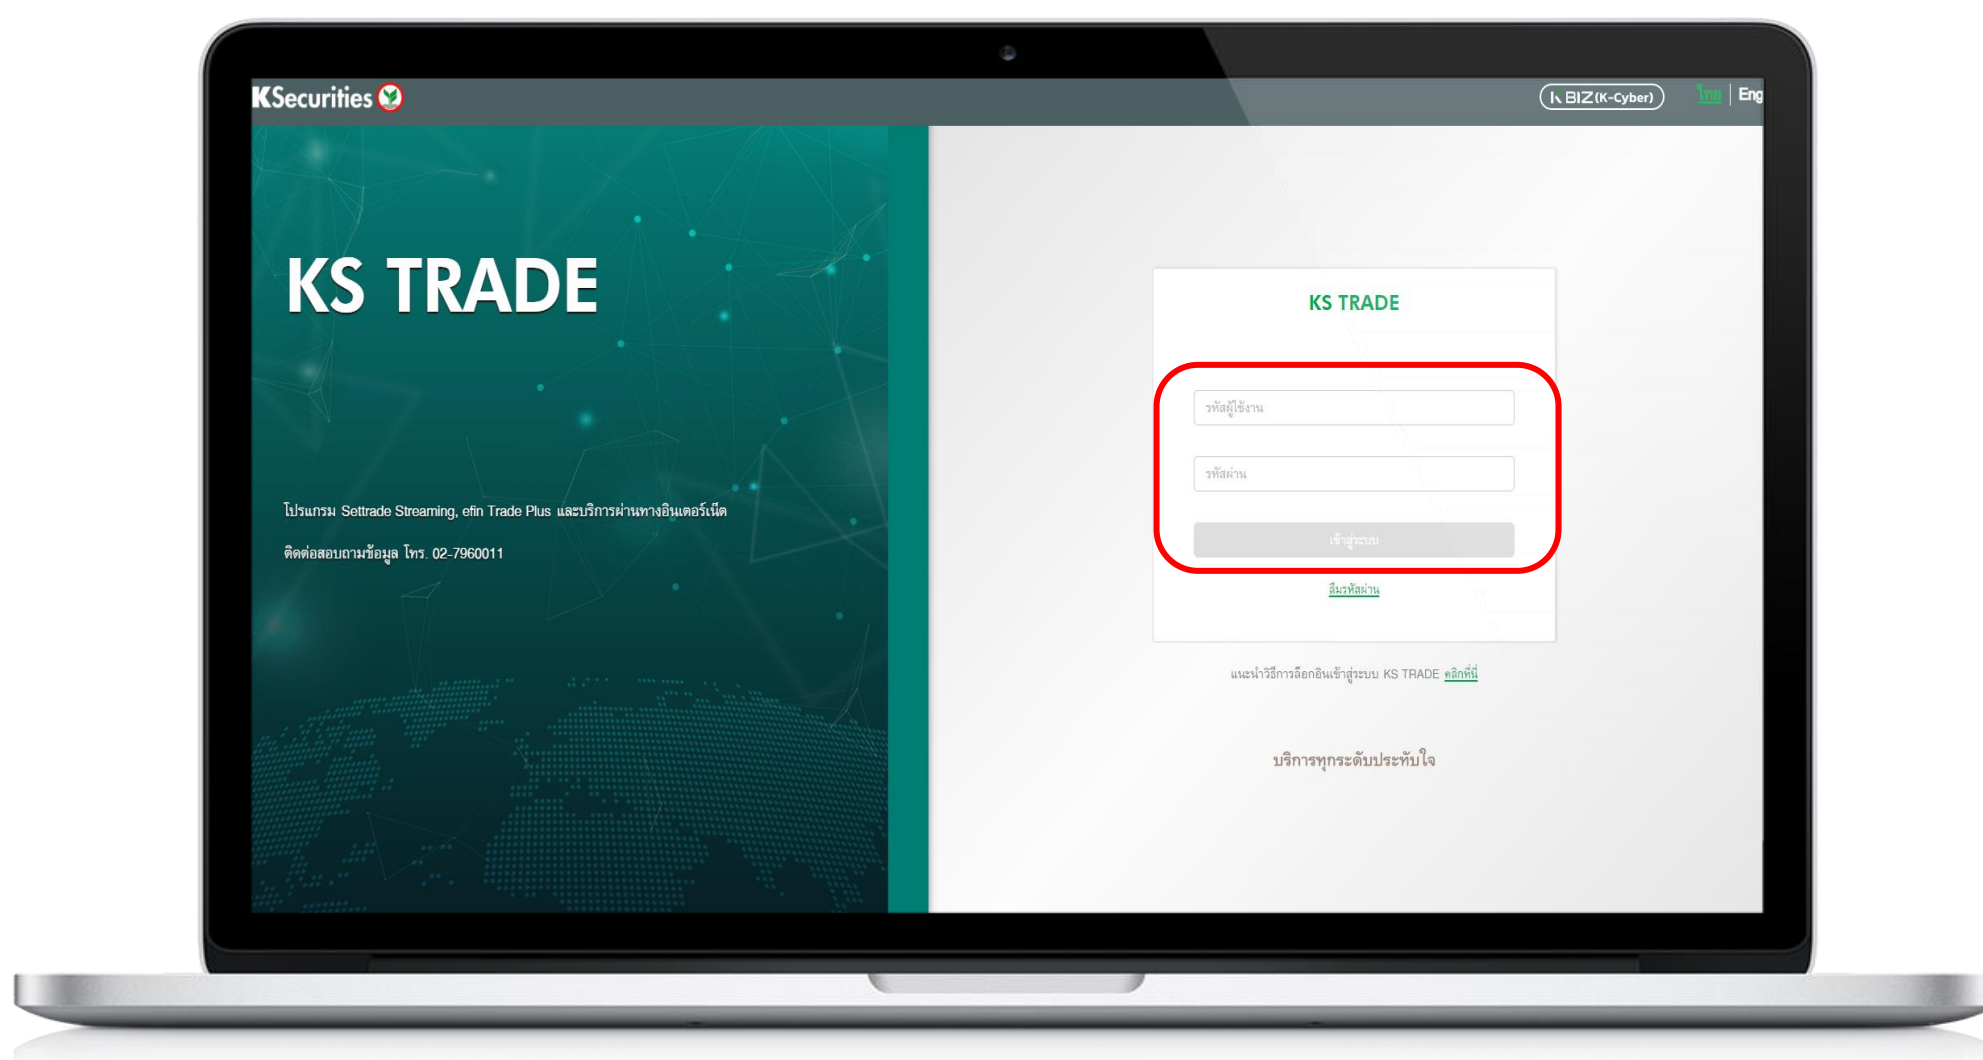 KSecurities
K BIZ (K-Cyber)
ไทย | Eng
KS TRADE
โปรแกรม Settrade Streaming, efin Trade Plus และบริการผ่านทางอินเตอร์เน็ต
ติดต่อสอบถามข้อมูล โทร. 02-7960011
KS TRADE
รหัสผู้ใช้งาน
รหัสผ่าน
เข้าสู่ระบบ
ลืมรหัสผ่าน
แนะนำวิธีการล็อกอินเข้าสู่ระบบ KS TRADE คลิกที่นี่
บริการทุกระดับประทับใจ